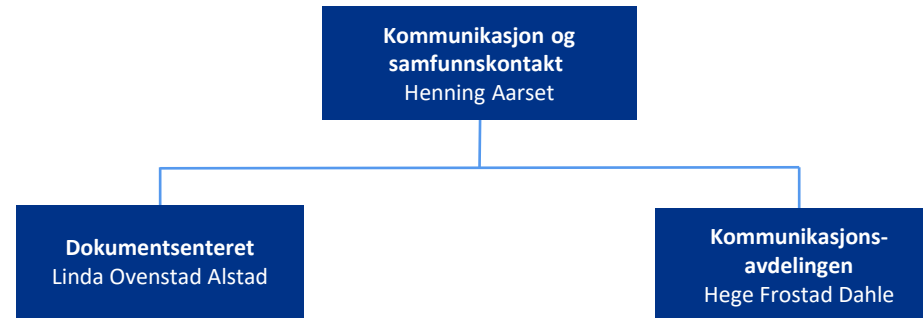 Kommunikasjon og
samfunnskontakt
Henning Aarset
Dokumentsenteret
Linda Ovenstad Alstad
Kommunikasjons-
avdelingen
Hege Frostad Dahle